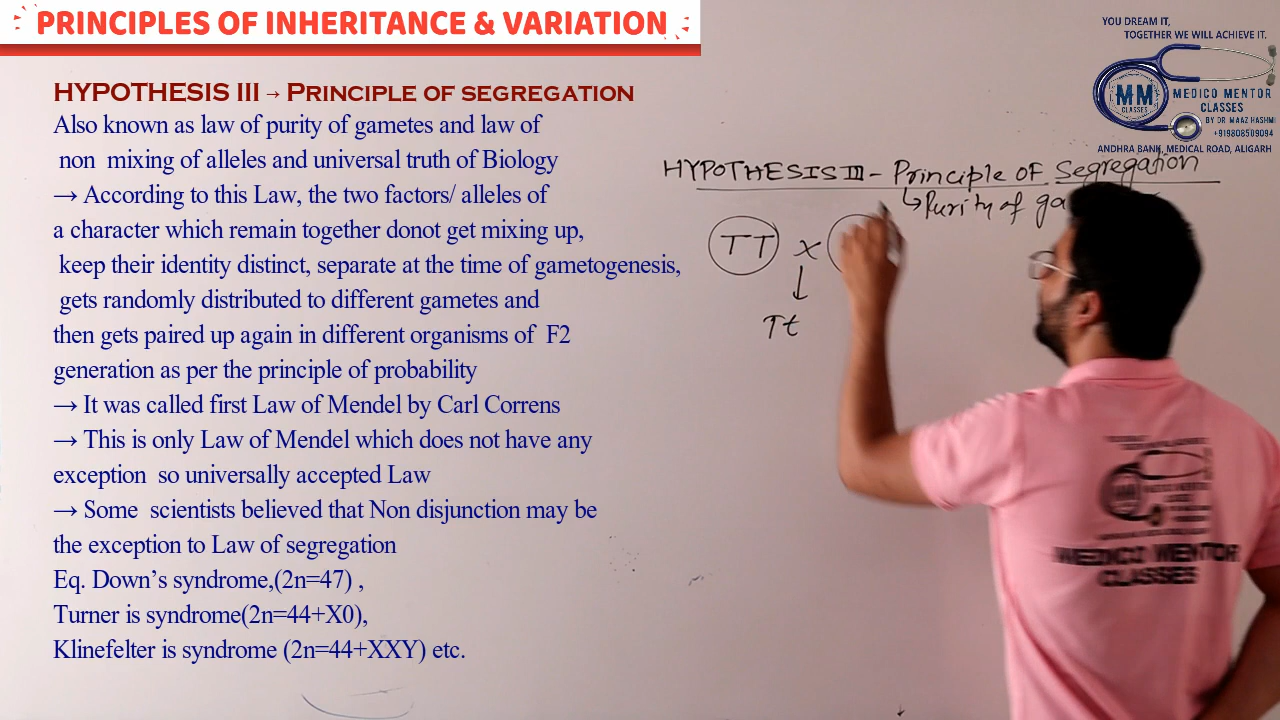 PRINCIPLES OF INHERITANCE & VARIATION
YOU DREAM IT,
TOGETHER WE WILL ACHIEVE IT.
MM
CLASSES
MEDICO MENTOR
CLASSES
BY DR MAAZ HASHMI
+919808509094
ANDHRA BANK, MEDICAL ROAD, ALIGARH
HYPOTHESIS III → PRINCIPLE OF SEGREGATION
Also known as law of purity of gametes and law of
non mixing of alleles and universal truth of Biology
→ According to this Law, the two factors/ alleles of
a character which remain together donot get mixing up,
keep their identity distinct, separate at the time of gametogenesis,
gets randomly distributed to different gametes and
then gets paired up again in different organisms of F2
generation as per the principle of probability
→ It was called first Law of Mendel by Carl Correns
→ This is only Law of Mendel which does not have any
exception so universally accepted Law
→ Some scientists believed that Non disjunction may be
the exception to Law of segregation
Eq. Down's syndrome,(2n=47) ,
Turner is syndrome(2n=44+X0),
Klinefelter is syndrome (2n=44+XXY) etc.
HYPOTHESIS III - Principle OF Segregation
↳ Purity of ga
TT x
↓
Tt
MM
MEDICO MENTOR
CLASSES